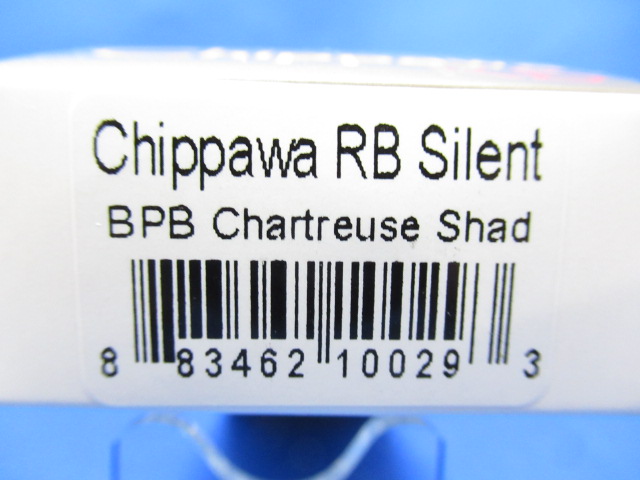 Chippawa RB Silent
BPB Chartreuse Shad
8 83462 10029 3